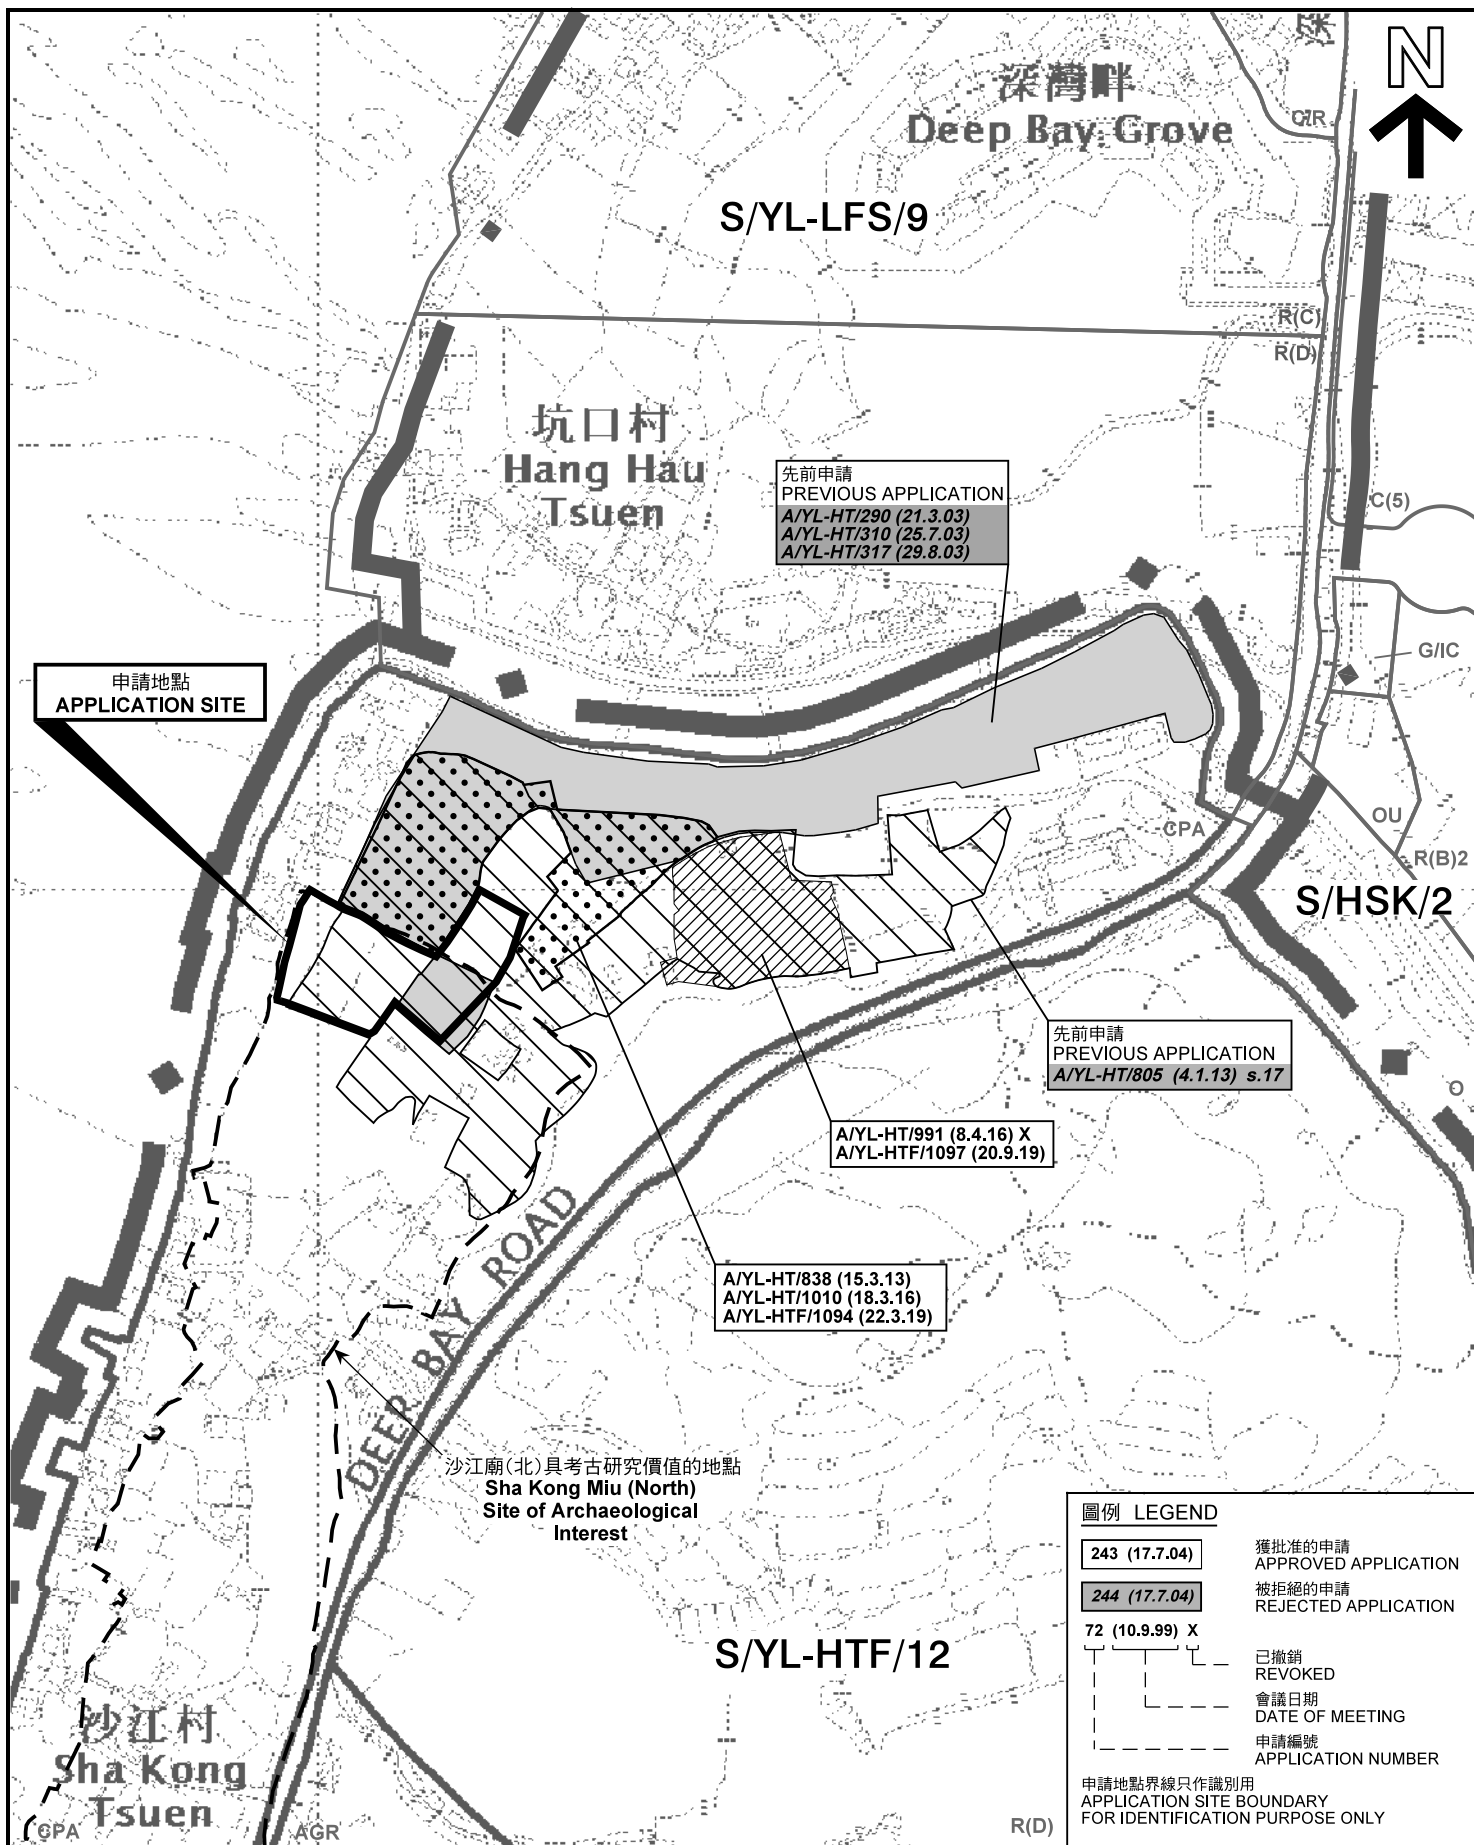 深
N
深灣畔
Deep Bay Grove
C/R
S/YL-LFS/9
R(C)
R(D)
坑口村
Hang Hau
Tsuen
先前申請
PREVIOUS APPLICATION
A/YL-HT/290 (21.3.03)
A/YL-HT/310 (25.7.03)
A/YL-HT/317 (29.8.03)
C(5)
G/IC
申請地點
APPLICATION SITE
OU
CPA
R(B)2
S/HSK/2
先前申請
PREVIOUS APPLICATION
A/YL-HT/805 (4.1.13) s.17
O
A/YL-HT/991 (8.4.16) X
A/YL-HTF/1097 (20.9.19)
A/YL-HT/838 (15.3.13)
A/YL-HT/1010 (18.3.16)
A/YL-HTF/1094 (22.3.19)
DEEP BAY ROAD
沙江廟(北)具考古研究價值的地點
Sha Kong Miu (North)
Site of Archaeological
Interest
S/YL-HTF/12
沙江村
Sha Kong
Tsuen
CPA
AGR
R(D)
圖例 LEGEND
243 (17.7.04)
獲批准的申請
APPROVED APPLICATION
244 (17.7.04)
被拒絕的申請
REJECTED APPLICATION
72 (10.9.99) X
已撤銷
REVOKED
會議日期
DATE OF MEETING
申請編號
APPLICATION NUMBER
申請地點界線只作識別用
APPLICATION SITE BOUNDARY
FOR IDENTIFICATION PURPOSE ONLY